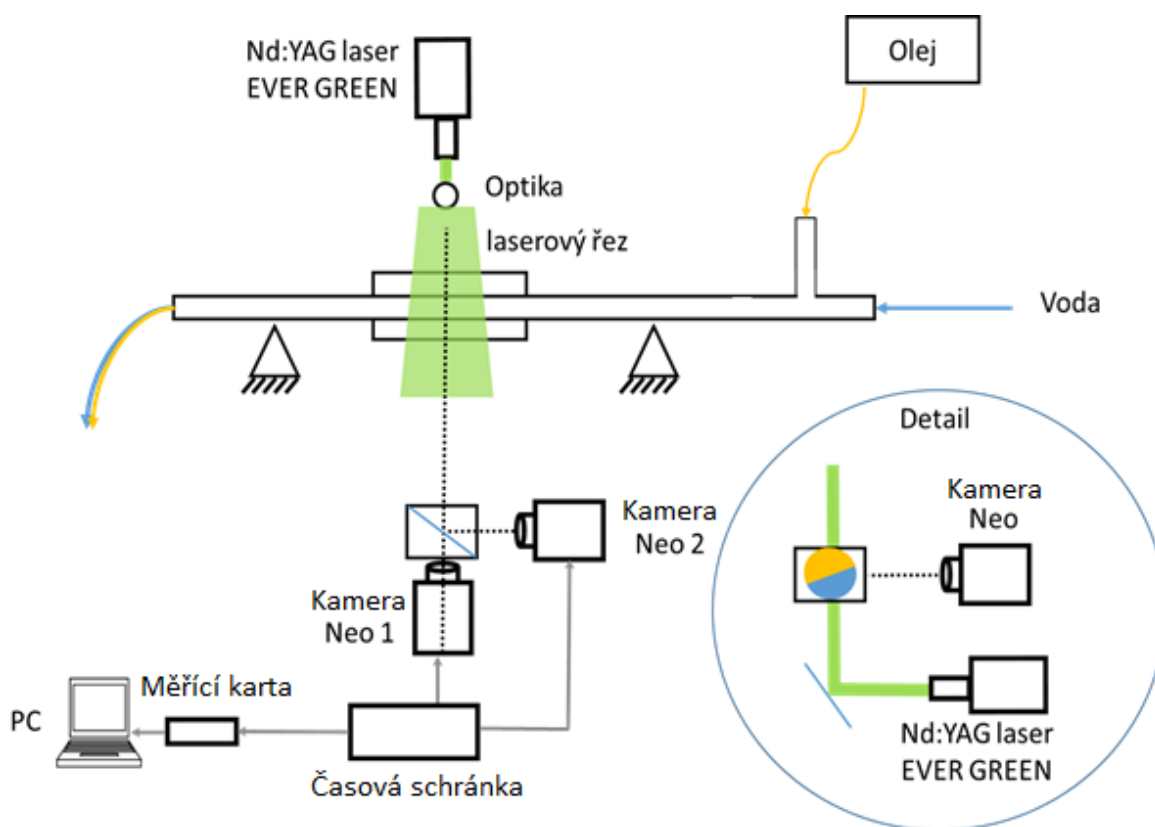 Nd:YAG laser
EVER GREEN
Olej
Optika
laserový řez
Voda
Detail
Kamera
Neo 2
Kamera
Neo
Kamera
Neo 1
Měřící karta
PC
Nd:YAG laser
EVER GREEN
Časová schránka